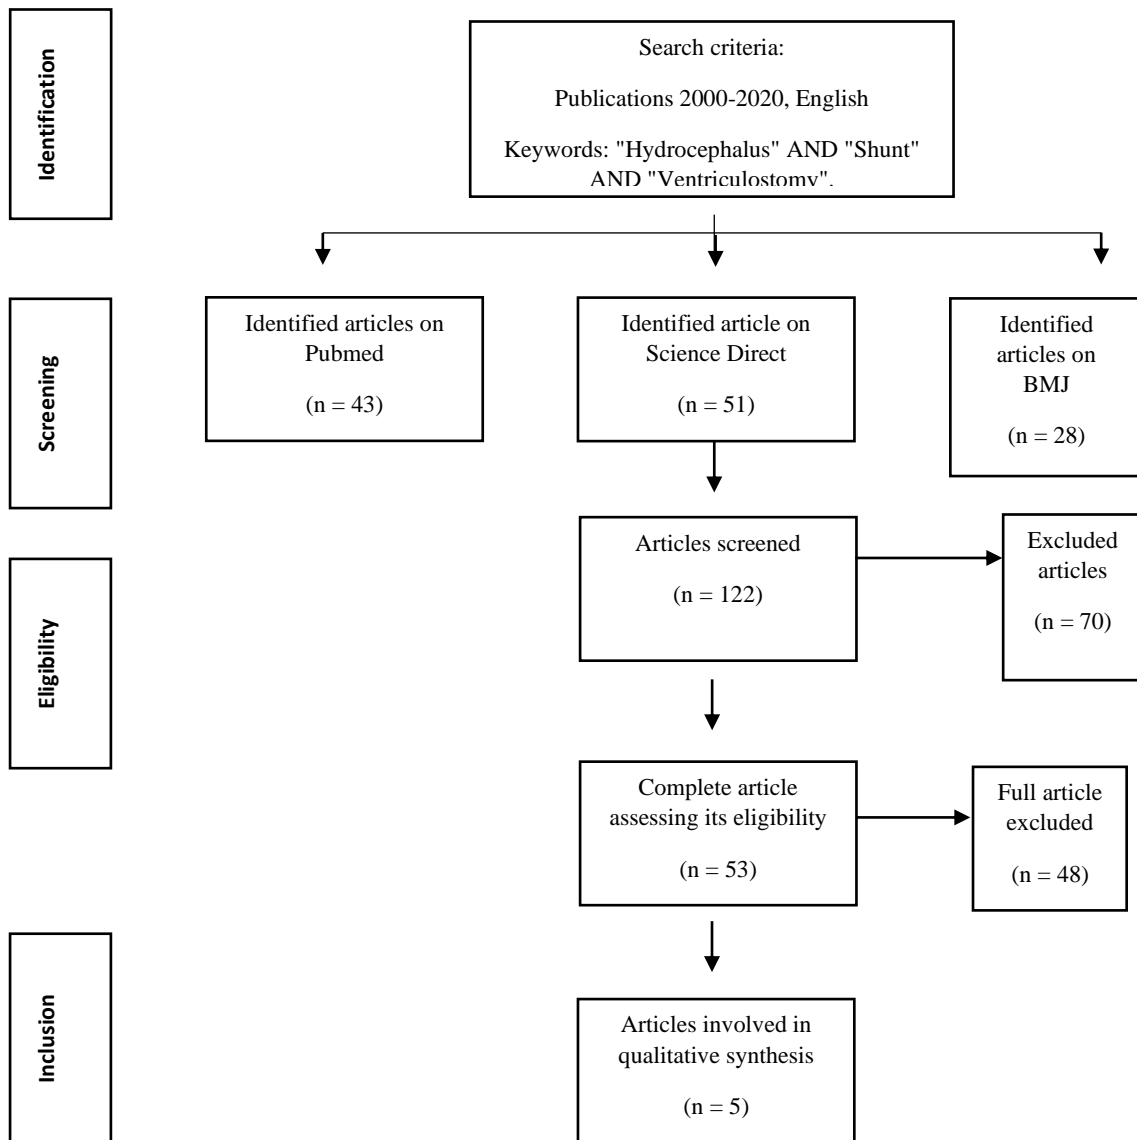 Identification
Search criteria:
Publications 2000-2020, English
Keywords: "Hydrocephalus" AND "Shunt"
AND "Ventriculostomy".
Screening
Identified articles on
Pubmed
(n = 43)
Identified article on
Science Direct
(n = 51)
Identified
articles on
BMJ
(n = 28)
Articles screened
(n = 122)
Excluded
articles
(n = 70)
Eligibility
Complete article
assessing its eligibility
(n = 53)
Full article
excluded
(n = 48)
Inclusion
Articles involved in
qualitative synthesis
(n = 5)